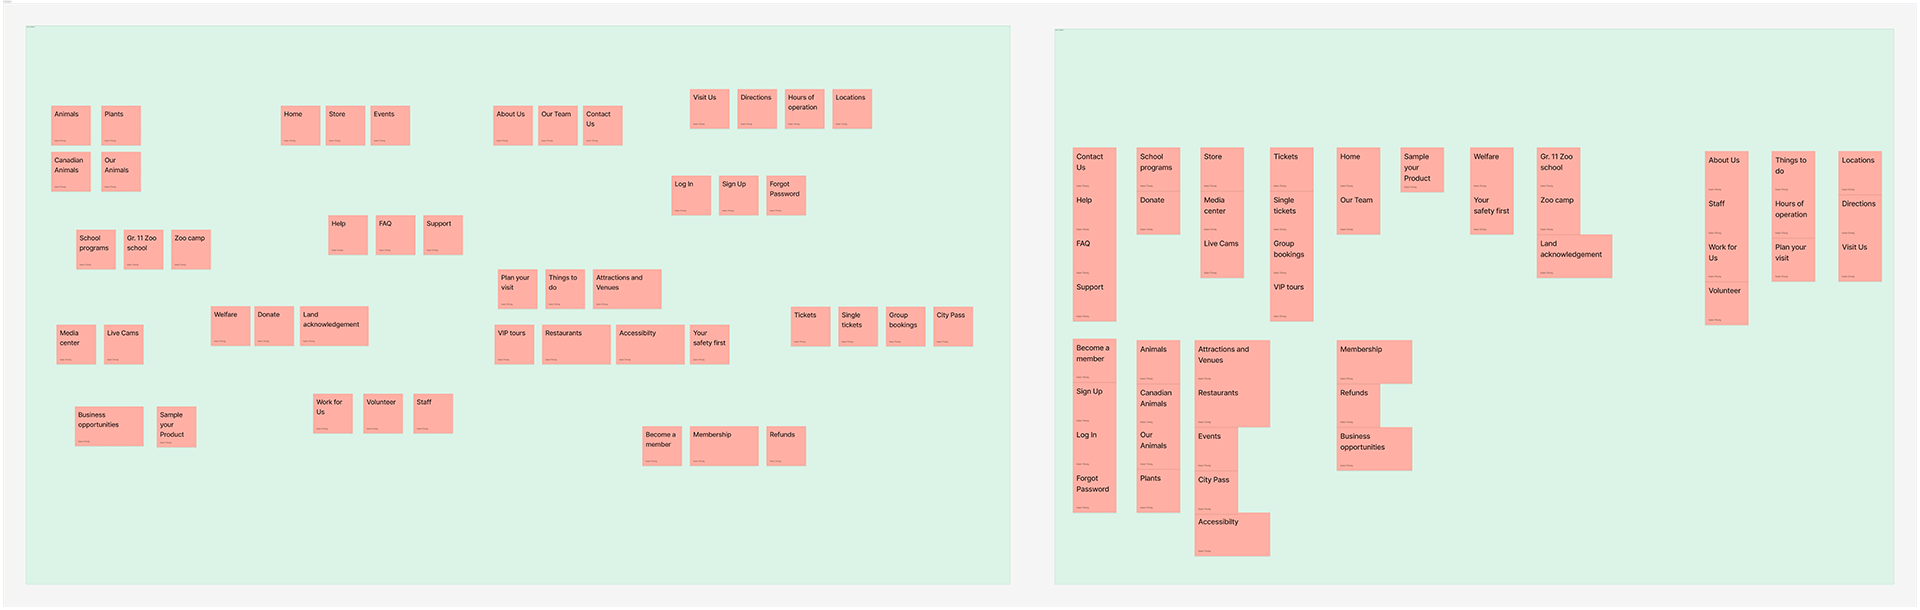 Animals
Plants
Canadian
Animals
Our
Animals
Home
Store
Events
About Us
Our Team
Contact
Us
Visit Us
Directions
Hours of
operation
Locations
Log In
Sign Up
Forgot
Password
School
programs
Gr. 11 Zoo
school
Zoo camp
Help
FAQ
Support
Plan your
visit
Things to
do
Attractions and
Venues
VIP tours
Restaurants
Accessibilty
Your
safety first
Welfare
Donate
Land
acknowledgement
Media
center
Live Cams
Tickets
Single
tickets
Group
bookings
City Pass
Business
opportunities
Sample
your
Product
Work for
Us
Volunteer
Staff
Become a
member
Membership
Refunds
Contact
Us
Help
FAQ
Support
School
programs
Donate
Store
Media
center
Live Cams
Tickets
Single
tickets
Group
bookings
VIP tours
Home
Our Team
Sample
your
Product
Welfare
Your
safety first
Gr. 11 Zoo
school
Zoo camp
Land
acknowledgement
About Us
Staff
Work for
Us
Volunteer
Things to
do
Hours of
operation
Plan your
visit
Locations
Directions
Visit Us
Become a
member
Sign Up
Log In
Forgot
Password
Animals
Canadian
Animals
Our
Animals
Plants
Attractions and
Venues
Restaurants
Events
City Pass
Accessibilty
Membership
Refunds
Business
opportunities